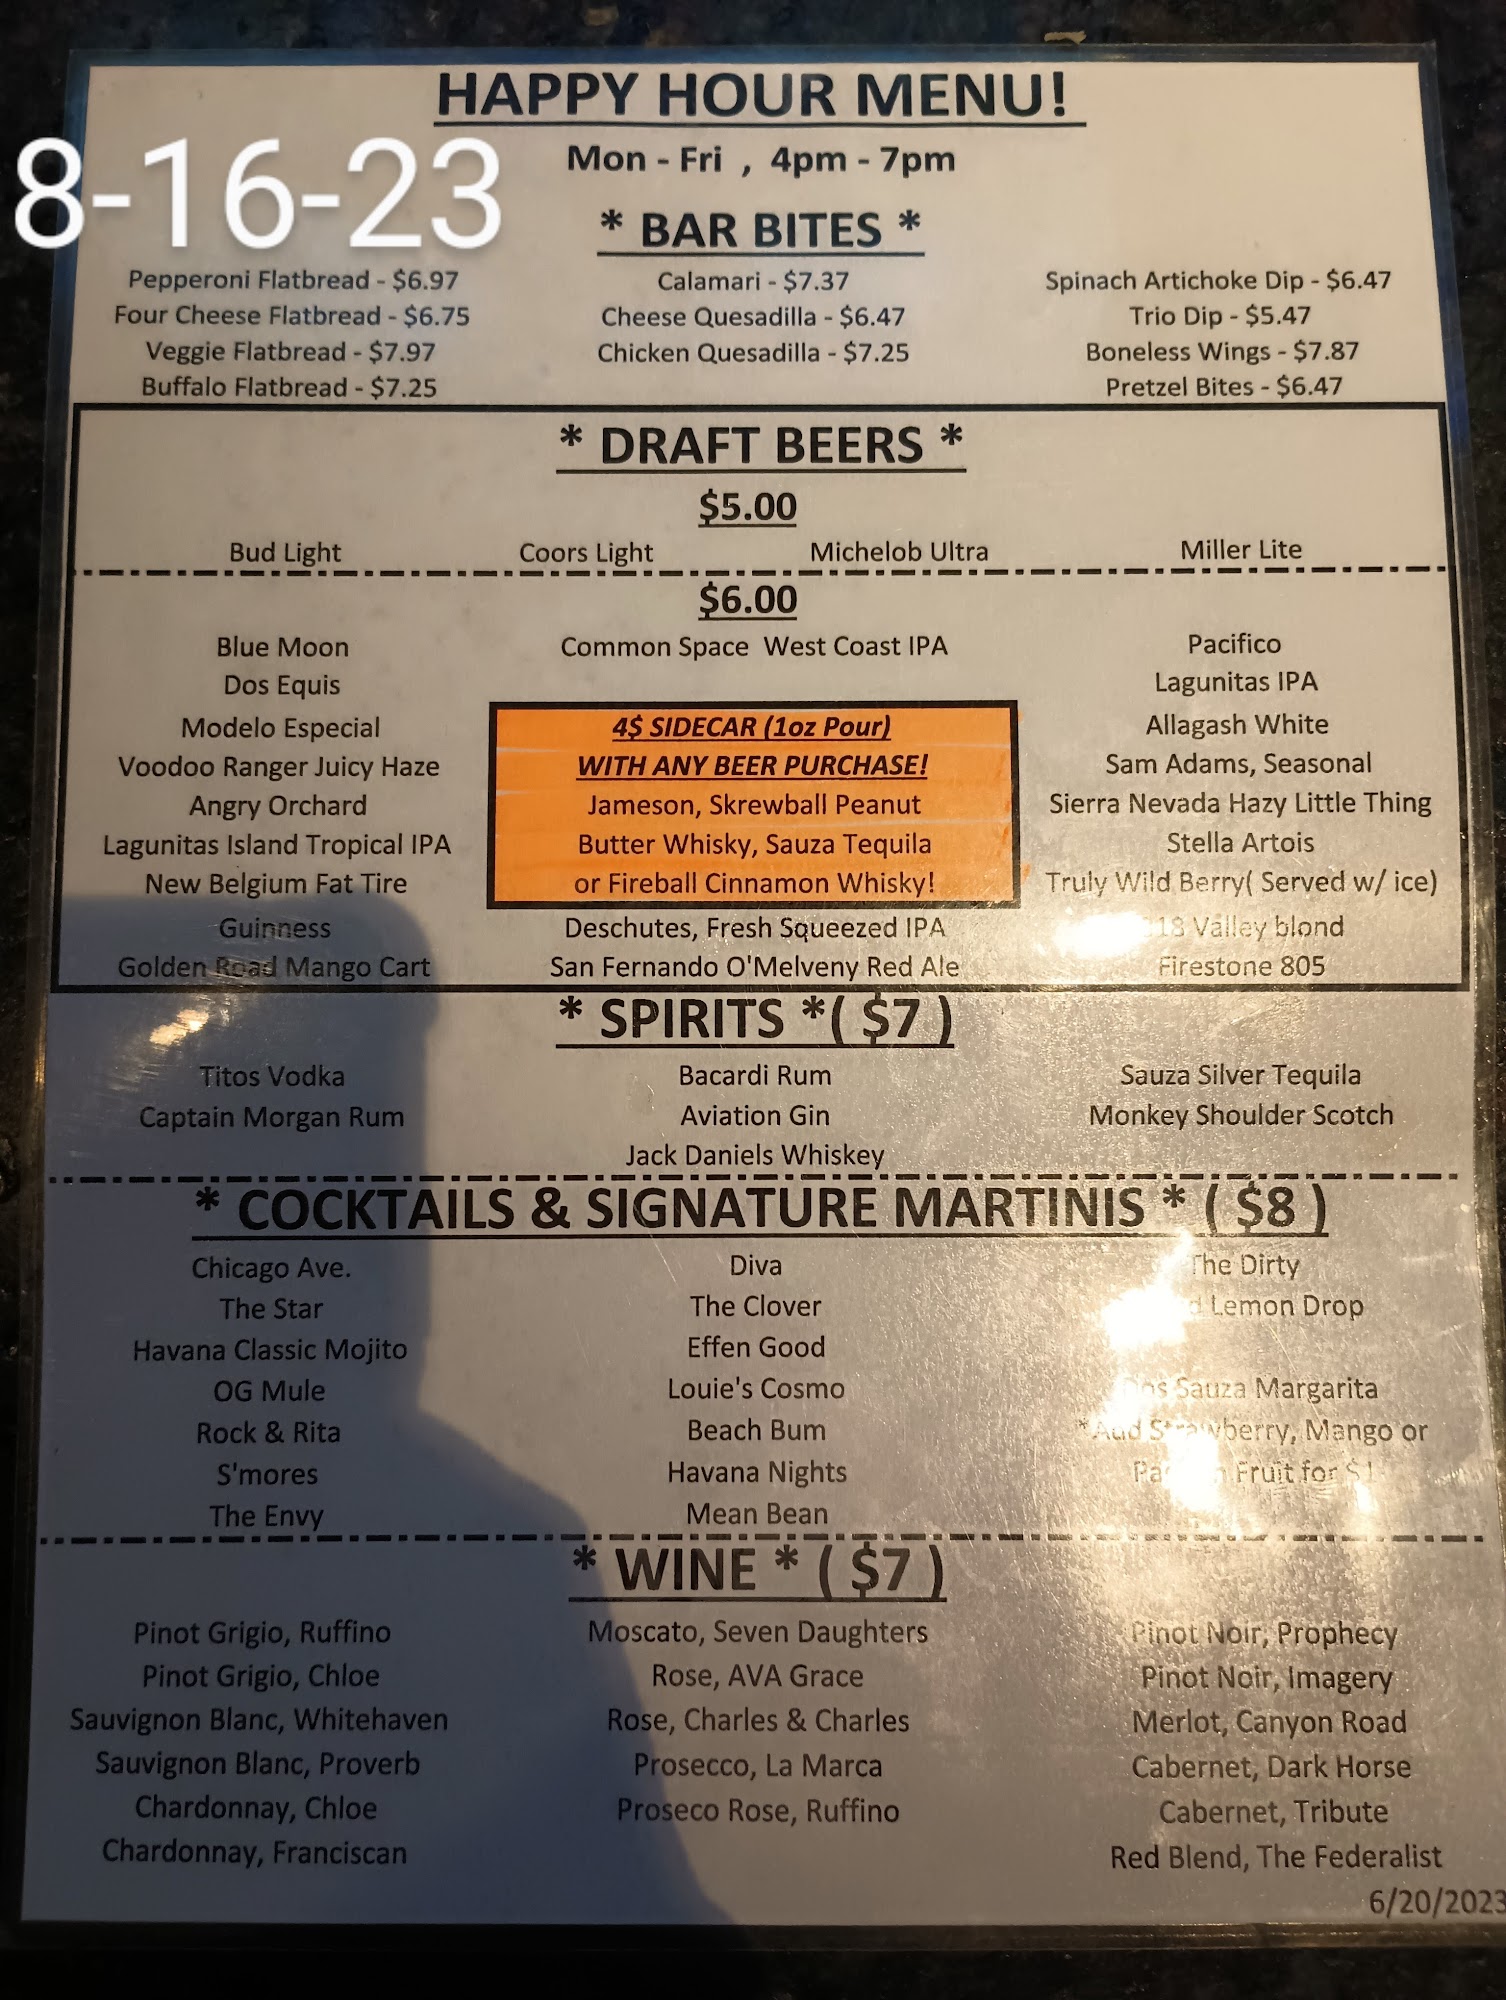 HAPPY HOUR MENU!
8-16-23
Mon - Fri , 4pm - 7pm
* BAR BITES *
Pepperoni Flatbread - $6.97
Four Cheese Flatbread - $6.75
Veggie Flatbread - $7.97
Buffalo Flatbread - $7.25
Calamari - $7.37
Cheese Quesadilla - $6.47
Chicken Quesadilla - $7.25
Spinach Artichoke Dip - $6.47
Trio Dip - $5.47
Boneless Wings - $7.87
Pretzel Bites - $6.47
* DRAFT BEERS *
$5.00
Bud Light Coors Light Michelob Ultra Miller Lite
$6.00
Blue Moon
Dos Equis
Modelo Especial
Voodoo Ranger Juicy Haze
Angry Orchard
Lagunitas Island Tropical IPA
New Belgium Fat Tire
Guinness
Golden Road Mango Cart
Common Space West Coast IPA
4$ SIDECAR (1oz Pour)
WITH ANY BEER PURCHASE!
Jameson, Skrewball Peanut
Butter Whisky, Sauza Tequila
or Fireball Cinnamon Whisky!
Deschutes, Fresh Squeezed IPA
San Fernando O'Melveny Red Ale
Pacifico
Lagunitas IPA
Allagash White
Sam Adams, Seasonal
Sierra Nevada Hazy Little Thing
Stella Artois
Truly Wild Berry( Served w/ ice)
Valley blond
Firestone 805
* SPIRITS *( $7 )
Titos Vodka
Captain Morgan Rum
Bacardi Rum
Aviation Gin
Jack Daniels Whiskey
Sauza Silver Tequila
Monkey Shoulder Scotch
* COCKTAILS & SIGNATURE MARTINIS * ( $8 )
Chicago Ave.
The Star
Havana Classic Mojito
OG Mule
Rock & Rita
S'mores
The Envy
Diva
The Clover
Effen Good
Louie's Cosmo
Beach Bum
Havana Nights
Mean Bean
The Dirty
Lemon Drop
Sauza Margarita
*Add Strawberry, Mango or
Fruit for $1
* WINE * ( $7 )
Pinot Grigio, Ruffino
Pinot Grigio, Chloe
Sauvignon Blanc, Whitehaven
Sauvignon Blanc, Proverb
Chardonnay, Chloe
Chardonnay, Franciscan
Moscato, Seven Daughters
Rose, AVA Grace
Rose, Charles & Charles
Prosecco, La Marca
Proseco Rose, Ruffino
Pinot Noir, Prophecy
Pinot Noir, Imagery
Merlot, Canyon Road
Cabernet, Dark Horse
Cabernet, Tribute
Red Blend, The Federalist
6/20/2023